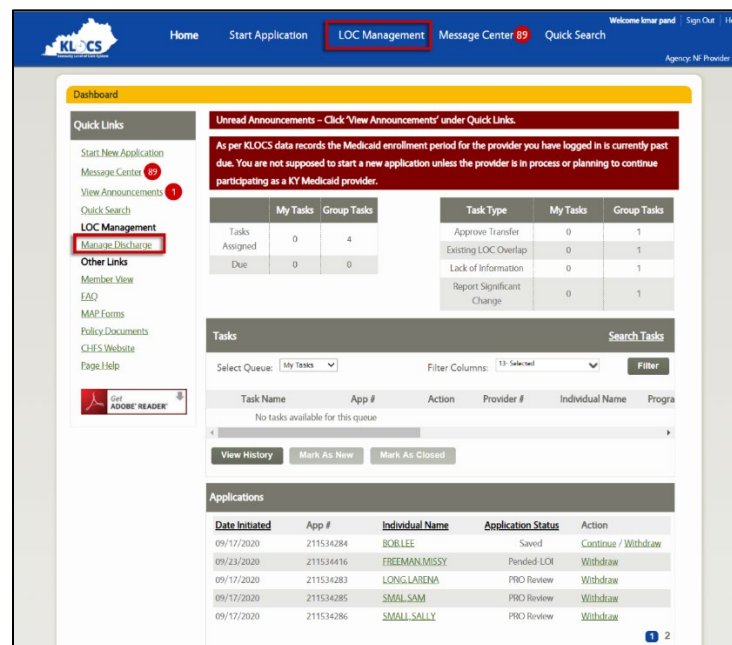 Welcome kmar pand | Sign Out
KLOCS
Home Start Application LOC Management Message Center 89 Quick Search
Agency: NF Provider
Dashboard
Quick Links
Start New Application
Message Center 89
View Announcements 1
Quick Search
LOC Management
Manage Discharge
Other Links
Member View
FAQ
MAP Forms
Policy Documents
CHFS Website
Page Help
Get
ADOBE® READER®
Unread Announcements – Click 'View Announcements' under Quick Links.
As per KLOCS data records the Medicaid enrollment period for the provider you have logged in is currently past
due. You are not supposed to start a new application unless the provider is in process or planning to continue
participating as a KY Medicaid provider.
My Tasks Group Tasks
Tasks Assigned 0 4
Due 0 0
Task Type My Tasks Group Tasks
Approve Transfer 0 1
Existing LOC Overlap 0 1
Lack of Information 0 1
Report Significant Change 0 1
Tasks Search Tasks
Select Queue: My Tasks Filter Columns: 13- Selected Filter
Task Name App # Action Provider # Individual Name Progra
No tasks available for this queue
View History Mark As New Mark As Closed
Applications
Date Initiated App # Individual Name Application Status Action
09/17/2020 211534284 BOB,LEE Saved Continue / Withdraw
09/23/2020 211534416 FREEMAN,MISSY Pended-LOI Withdraw
09/17/2020 211534283 LONG,LARENA PRO Review Withdraw
09/17/2020 211534285 SMAL,SAM PRO Review Withdraw
09/17/2020 211534286 SMALL,SALLY PRO Review Withdraw
1 2